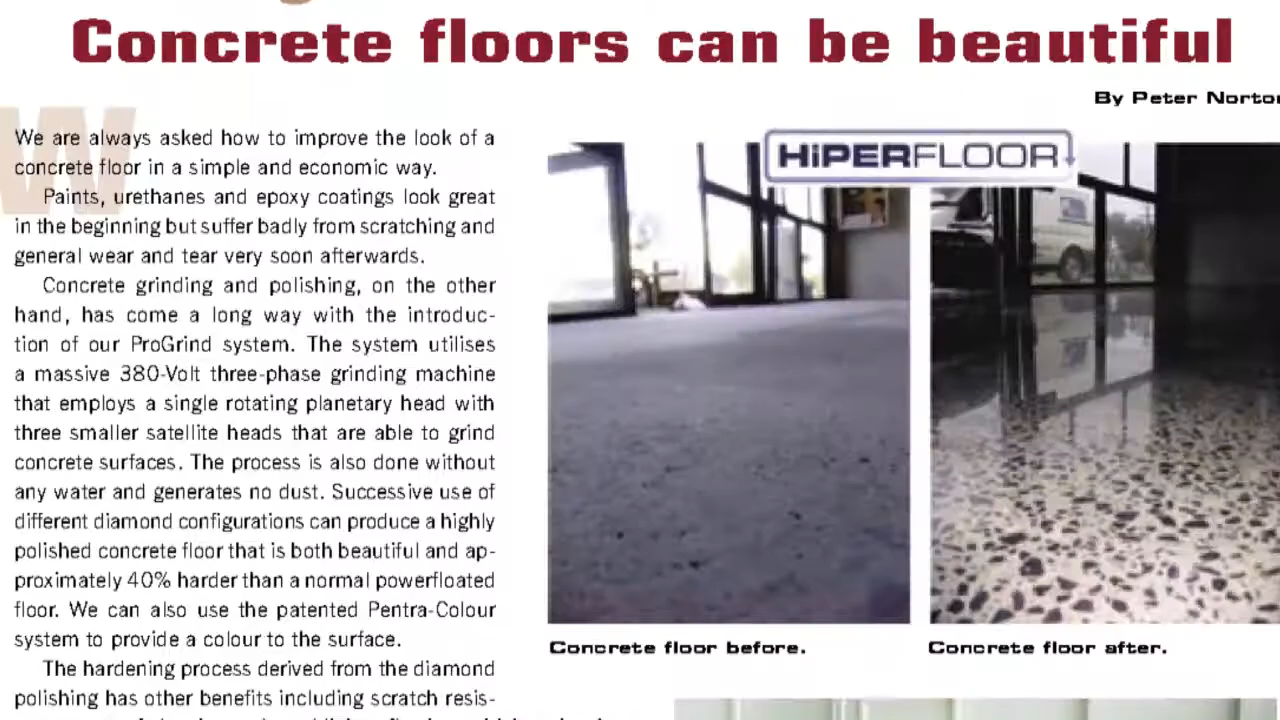 Concrete floors can be beautiful
By Peter Norton
We are always asked how to improve the look of a
concrete floor in a simple and economic way.
Paints, urethanes and epoxy coatings look great
in the beginning but suffer badly from scratching and
general wear and tear very soon afterwards.
Concrete grinding and polishing, on the other
hand, has come a long way with the introduc-
tion of our ProGrind system. The system utilises
a massive 380-Volt three-phase grinding machine
that employs a single rotating planetary head with
three smaller satellite heads that are able to grind
concrete surfaces. The process is also done without
any water and generates no dust. Successive use of
different diamond configurations can produce a highly
polished concrete floor that is both beautiful and ap-
proximately 40% harder than a normal powerfloated
floor. We can also use the patented Pentra-Colour
system to provide a colour to the surface.
The hardening process derived from the diamond
polishing has other benefits including scratch resis-
HiPERFLOOR
Concrete floor before.
Concrete floor after.